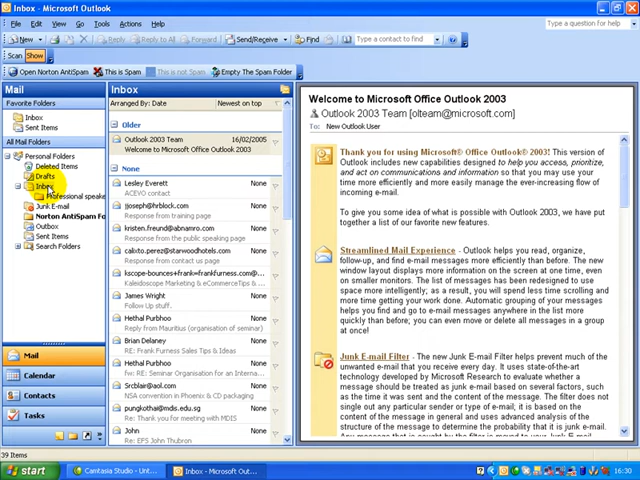 Inbox - Microsoft Outlook
File Edit View Go Tools Actions Help
Type a question for help
New Reply Reply to All Forward Send/Receive Find Type a contact to find
Scan Show
Open Norton AntiSpam This is Spam This is not Spam Empty The Spam Folder
Mail
Favorite Folders
Inbox
Sent Items
All Mail Folders
Personal Folders
Deleted Items
Drafts
Inbox
Professional speake
Junk E-mail
Norton AntiSpam Fo
Outbox
Sent Items
Search Folders
Mail
Calendar
Contacts
Tasks
Inbox
Arranged By: Date Newest on top
Older
Outlook 2003 Team 16/02/2005
Welcome to Microsoft Office Outlook 2003
None
Lesley Everett None
ACEVO contact
jjoseph@hrblock.com None
Response from training page
kristen.freund@abnamro.com None
Response from the public speaking page
calixto.perez@starwoodhotels.com None
Response from contact us page
kscope-bounces+frank=frankfurness.com@... None
Kaleidoscope Marketing & eCommerceTips & ...
James Wright None
Follow Up stuff.
Hethal Purbhoo None
Reply from Mauritius (organisation of seminar)
Brian Delaney None
RE: Frank Furness Sales Tips & Ideas
Hethal Purbhoo None
Fw: RE: Seminar Organisation for an Internat...
Srcblair@aol.com None
NSA convention in Phoenix & CD packaging
pungkothai@mdis.edu.sg None
Re: Thank you for meeting with MDIS
John None
Re: EPS John Thubron
Welcome to Microsoft Office Outlook 2003
Outlook 2003 Team [olteam@microsoft.com]
To: New Outlook User
Thank you for using Microsoft® Office Outlook® 2003! This version of
Outlook includes new capabilities designed to help you access, prioritize,
and act on communications and information so that you may use your
time more efficiently and more easily manage the ever-increasing flow of
incoming e-mail.
To give you some idea of what is possible with Outlook 2003, we have put
together a list of our favorite new features.
Streamlined Mail Experience - Outlook helps you read, organize,
follow-up, and find e-mail messages more efficiently than before. The new
window layout displays more information on the screen at one time, even
on smaller monitors. The list of messages has been redesigned to use
space more intelligently; as a result, you will spend less time scrolling and
more time getting your work done. Automatic grouping of your messages
helps you find and go to e-mail messages anywhere in the list more
quickly than before; you can even move or delete all messages in a group
at once!
Junk E-mail Filter - The new Junk E-mail Filter helps prevent much of the
unwanted e-mail that you receive every day. It uses state-of-the-art
technology developed by Microsoft Research to evaluate whether a
message should be treated as junk e-mail based on several factors, such
as the time it was sent and the content of the message. The filter does not
single out any particular sender or type of e-mail; it is based on the
content of the message in general and uses advanced analysis of the
structure of the message to determine the probability that it is junk e-mail.
39 Items
start Camtasia Studio - Unt... Inbox - Microsoft Outl... 16:30